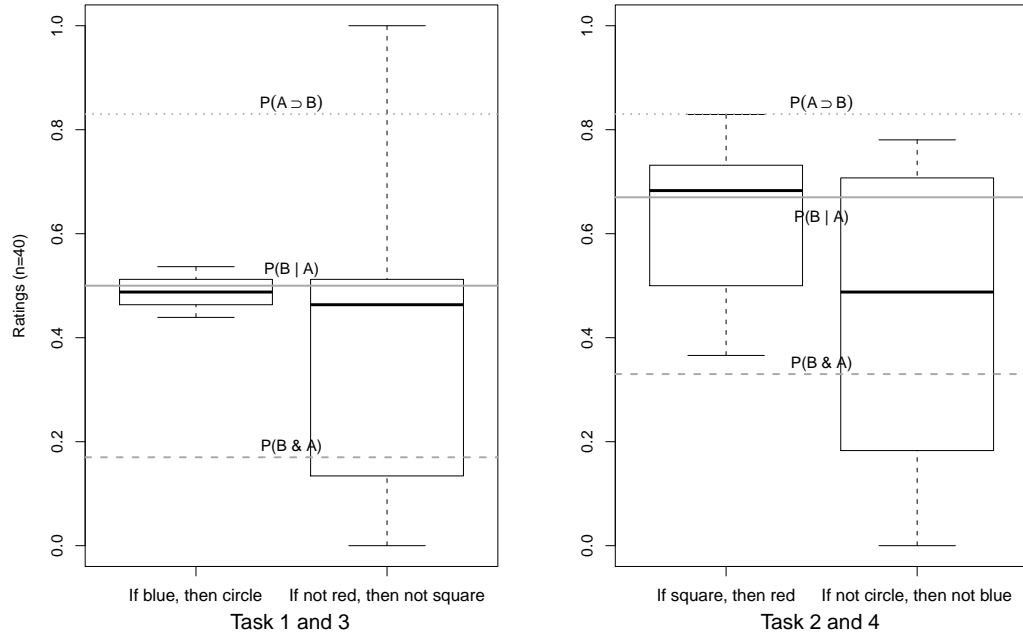 Ratings (n=40)
1.0
0.8
0.6
0.4
0.2
0.0
P(A ⊃ B)
P(B | A)
P(B & A)
If blue, then circle
If not red, then not square
Task 1 and 3
1.0
0.8
0.6
0.4
0.2
0.0
P(A ⊃ B)
P(B | A)
P(B & A)
If square, then red
If not circle, then not blue
Task 2 and 4